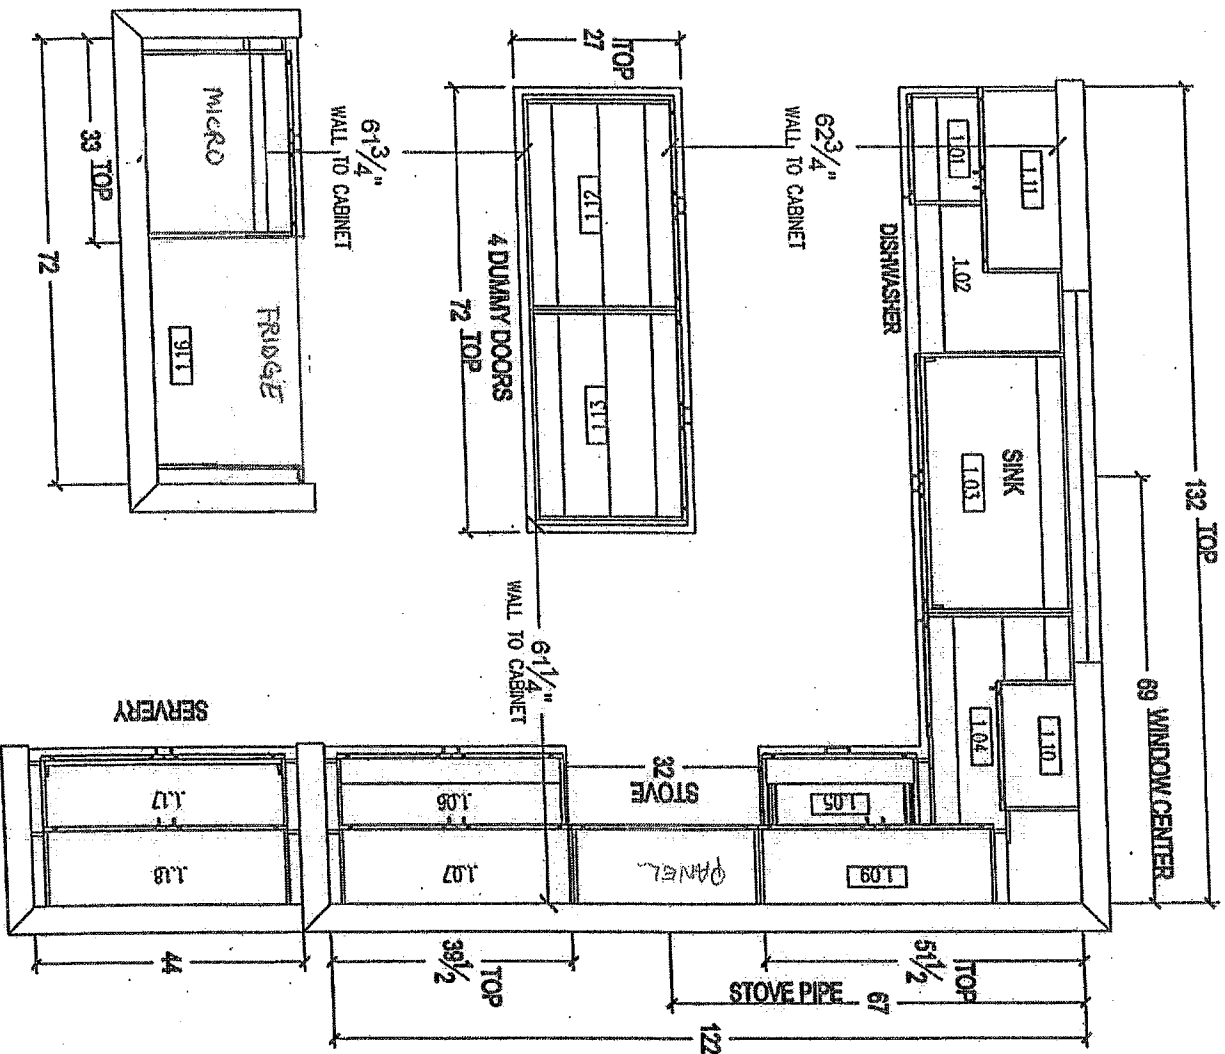 132 TOP
69 WINDOW CENTER
27
TOP
62 3/4"
WALL TO CABINET
61 3/4"
WALL TO CABINET
61 1/4"
WALL TO CABINET
1.01
1.11
1.02
DISHWASHER
SINK
1.03
1.04
1.10
1.12
1.13
4 DUMMY DOORS
72 TOP
MICRO
33 TOP
72
FRIDGE
1.16
SERVERY
1.17
1.18
1.06
1.07
32
STOVE
PANEL
1.05
1.09
44
39 1/2
TOP
51 1/2
TOP
STOVE PIPE 67
122